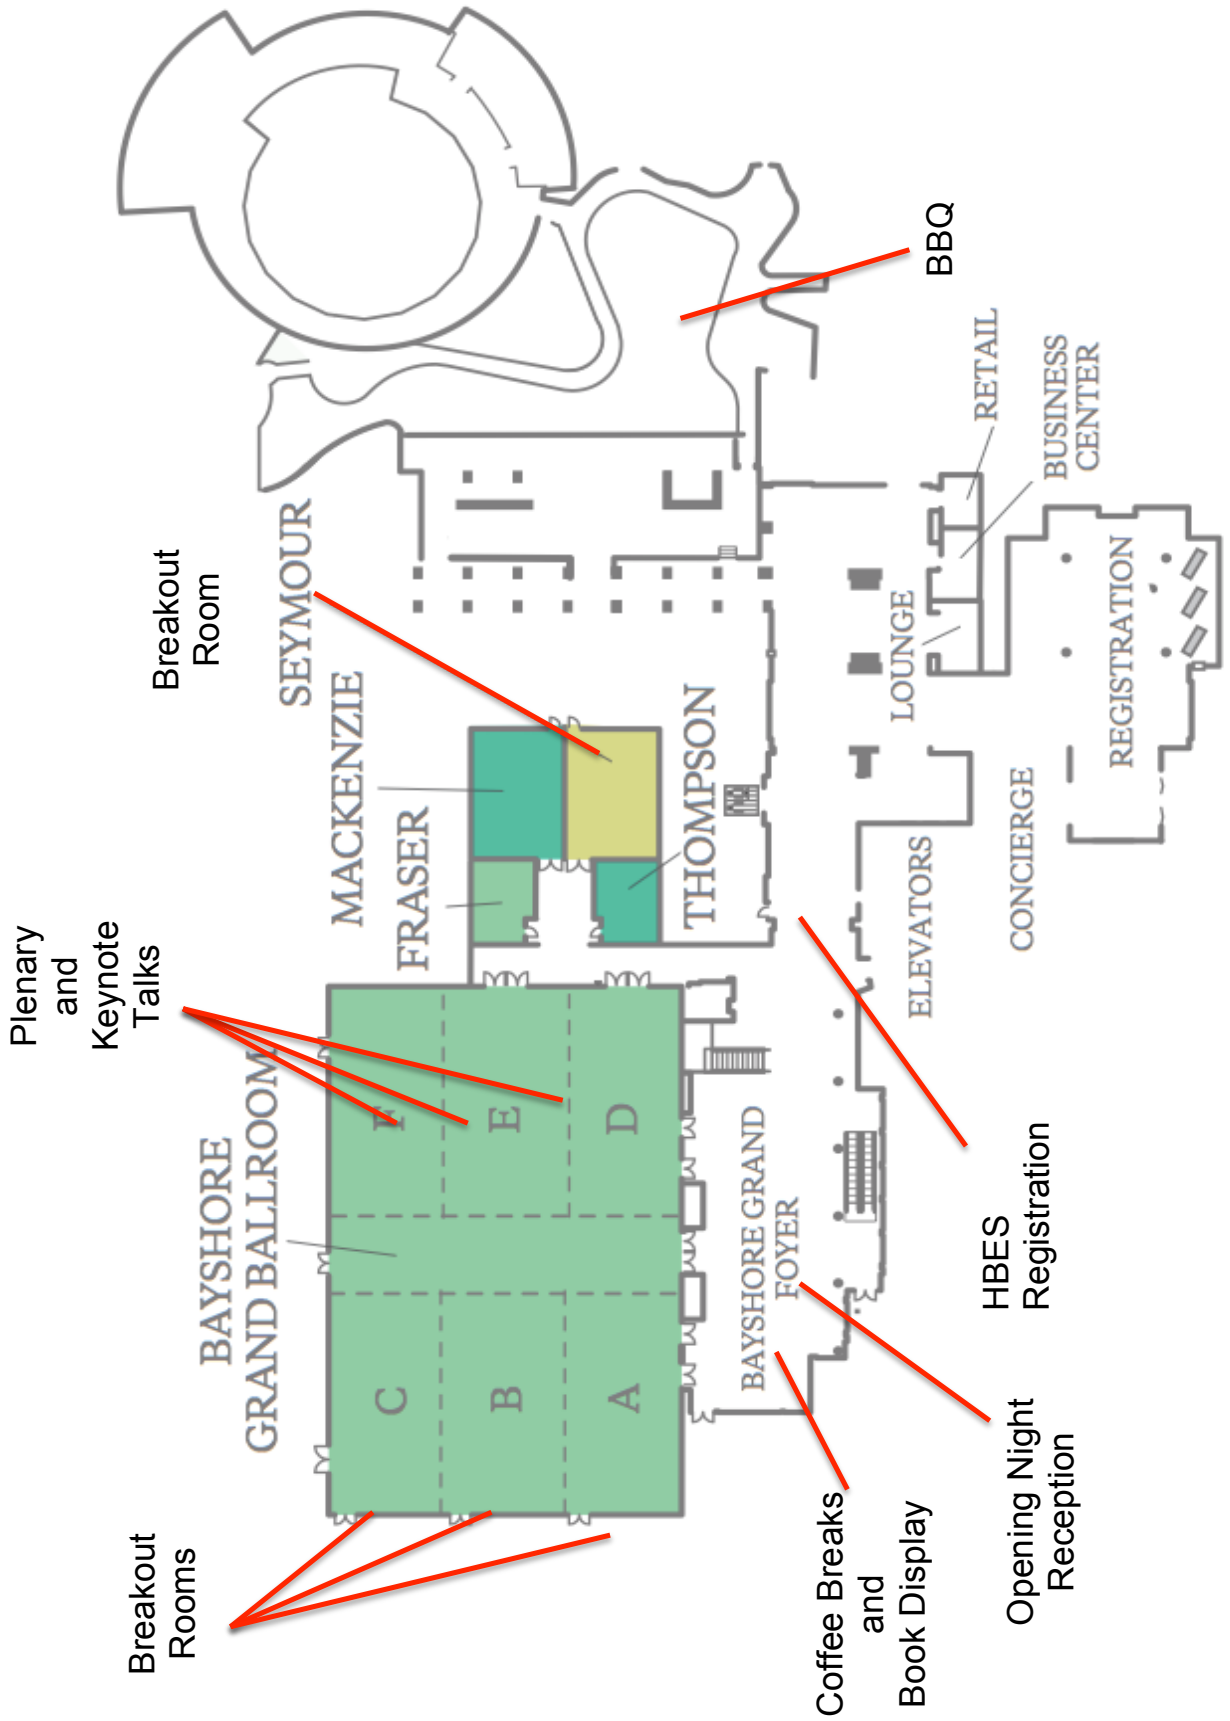 Breakout
Rooms
Plenary
and
Keynote
Talks
Breakout
Room
BAYSHORE
GRAND BALLROOM
C
B
A
F
E
D
FRASER
MACKENZIE
SEYMOUR
THOMPSON
BAYSHORE GRAND
FOYER
ELEVATORS
CONCIERGE
LOUNGE
REGISTRATION
RETAIL
BUSINESS
CENTER
BBQ
HBES
Registration
Coffee Breaks
and
Book Display
Opening Night
Reception